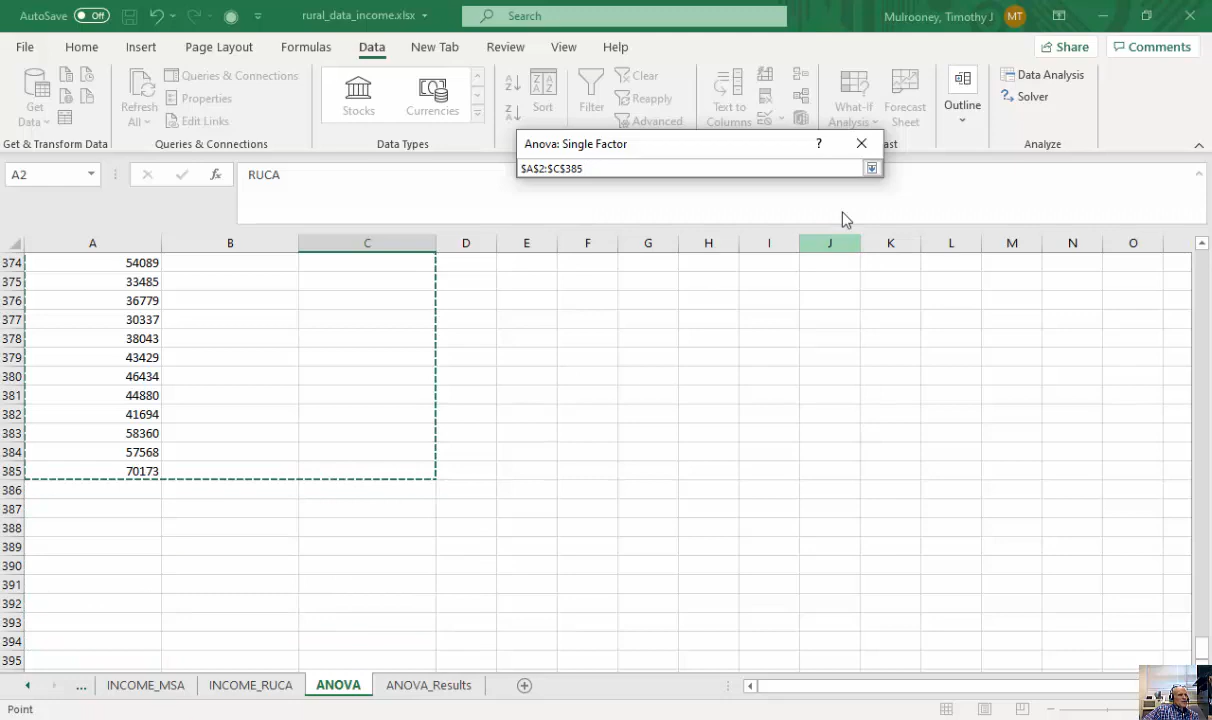 AutoSave Off rural_data_income.xlsx Search Mulrooney, Timothy J MT
File Home Insert Page Layout Formulas Data New Tab Review View Help Share Comments
Get Data
Refresh All
Queries & Connections
Properties
Edit Links
Stocks
Currencies
Sort
Filter
Clear
Reapply
Advanced
Text to Columns
What-If Analysis
Forecast Sheet
Outline
Data Analysis
Solver
Get & Transform Data Queries & Connections Data Types Analyze
Anova: Single Factor ?
$A$2:$C$385
A2 fx RUCA
A B C D E F G H I J K L M N O
374 54089
375 33485
376 36779
377 30337
378 38043
379 43429
380 46434
381 44880
382 41694
383 58360
384 57568
385 70173
386
387
388
389
390
391
392
393
394
395
... INCOME_MSA INCOME_RUCA ANOVA ANOVA_Results
Point